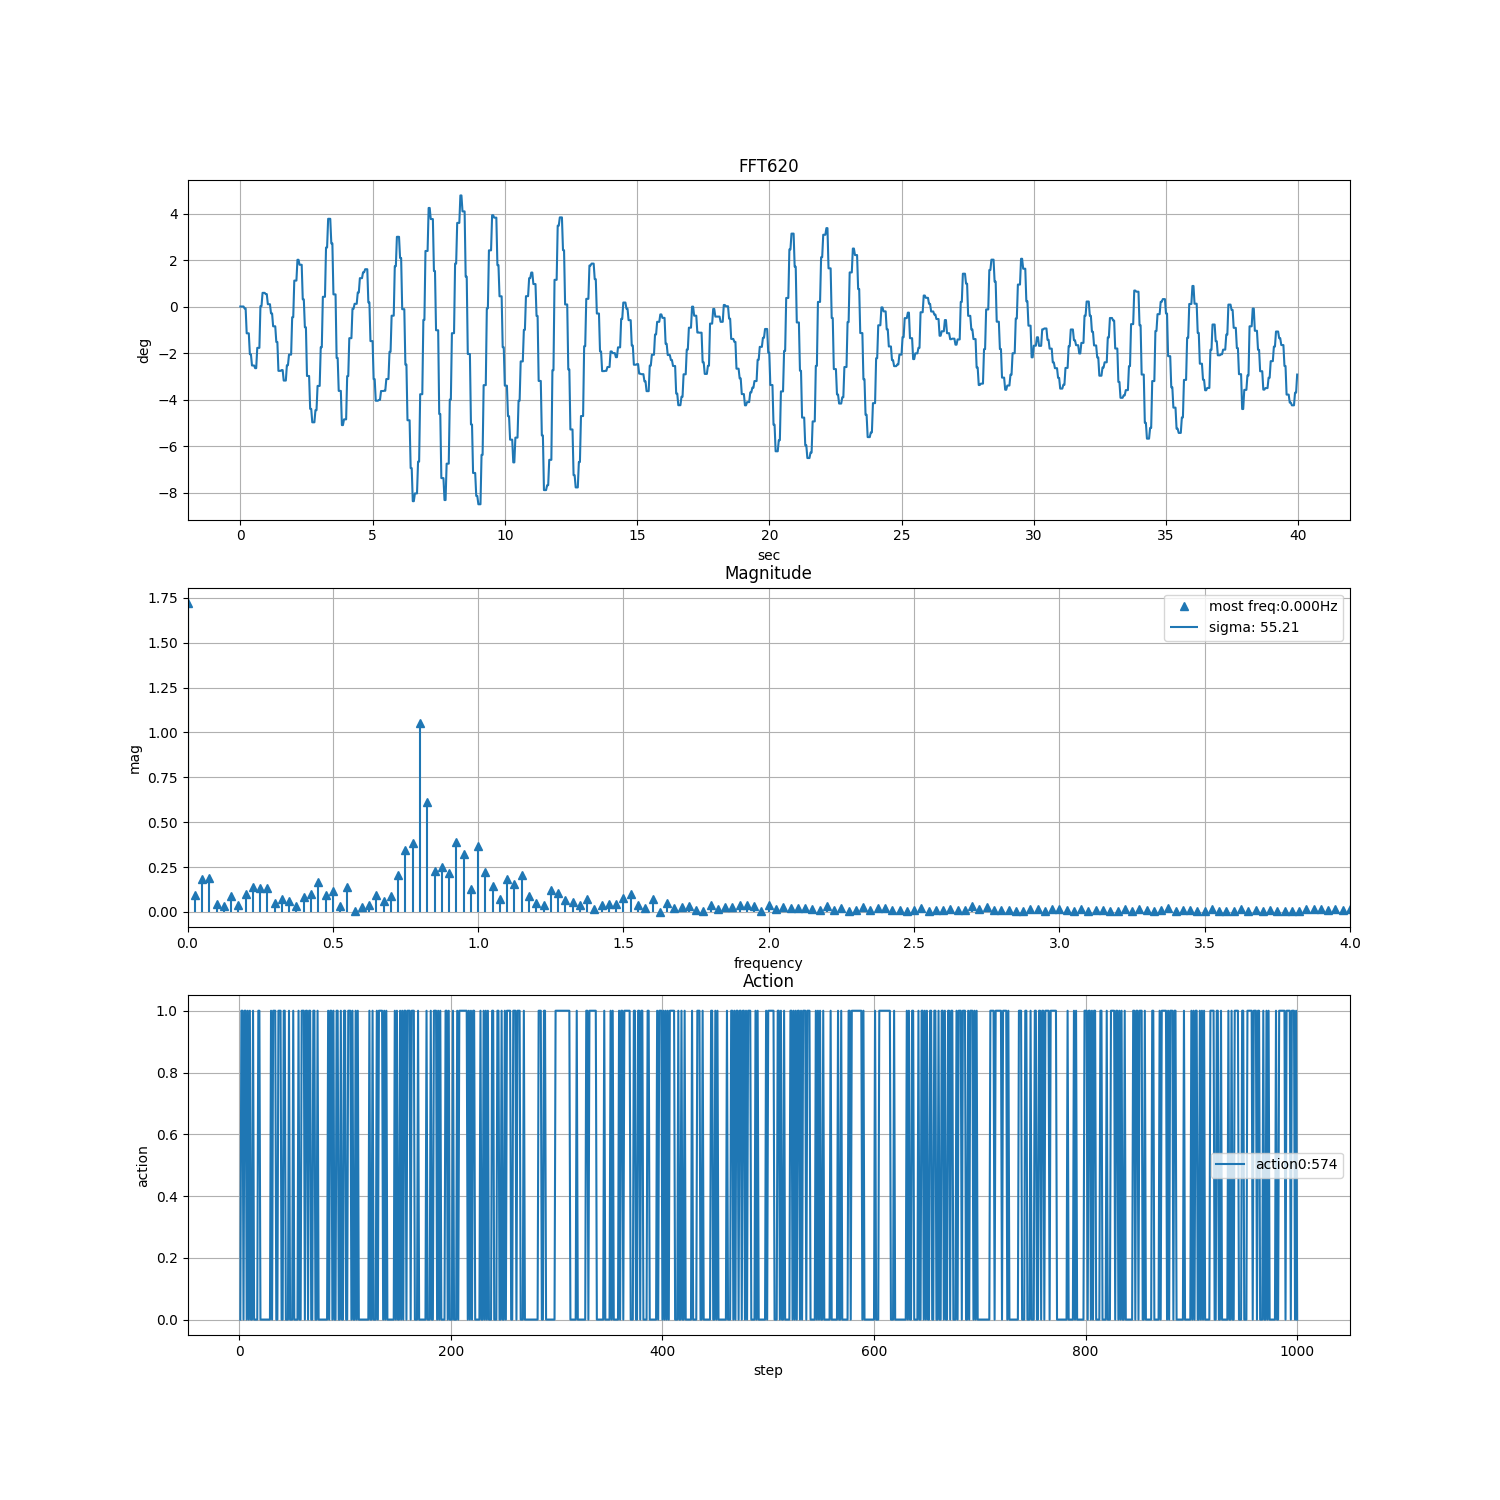 FFT620
4
2
0
−2
−4
−6
−8
deg
0 5 10 15 20 25 30 35 40
sec
Magnitude
1.75
1.50
1.25
1.00
0.75
0.50
0.25
0.00
mag
most freq:0.000Hz
sigma: 55.21
0.0 0.5 1.0 1.5 2.0 2.5 3.0 3.5 4.0
frequency
Action
1.0
0.8
0.6
0.4
0.2
0.0
action
action0:574
0 200 400 600 800 1000
step